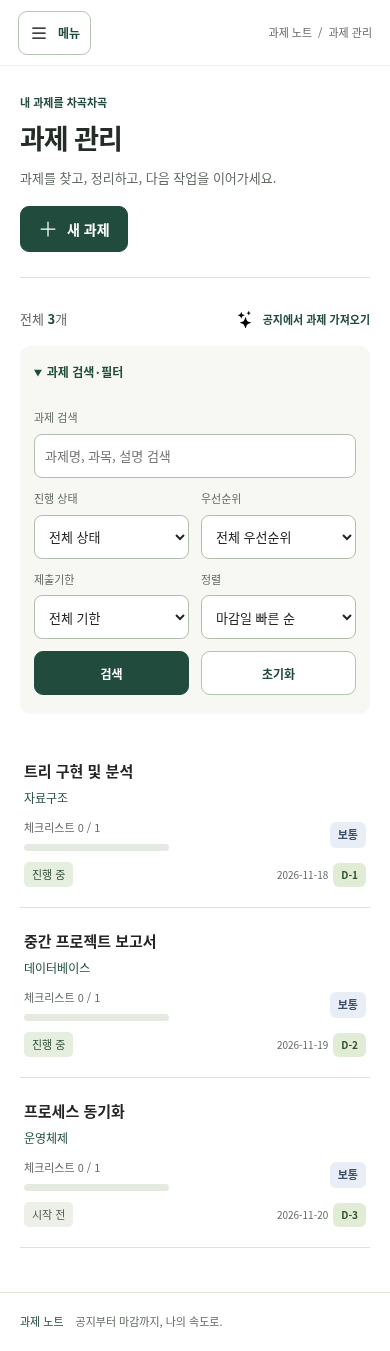 메뉴
과제 노트 / 과제 관리
내 과제를 차곡차곡
과제 관리
과제를 찾고, 정리하고, 다음 작업을 이어가세요.
새 과제
전체 3개
공지에서 과제 가져오기
▼ 과제 검색·필터
과제 검색
과제명, 과목, 설명 검색
진행 상태 우선순위
전체 상태 전체 우선순위
제출기한 정렬
전체 기한 마감일 빠른 순
검색 초기화
트리 구현 및 분석
자료구조
체크리스트 0 / 1
보통
진행 중
2026-11-18 D-1
중간 프로젝트 보고서
데이터베이스
체크리스트 0 / 1
보통
진행 중
2026-11-19 D-2
프로세스 동기화
운영체제
체크리스트 0 / 1
보통
시작 전
2026-11-20 D-3
과제 노트 공지부터 마감까지, 나의 속도로.